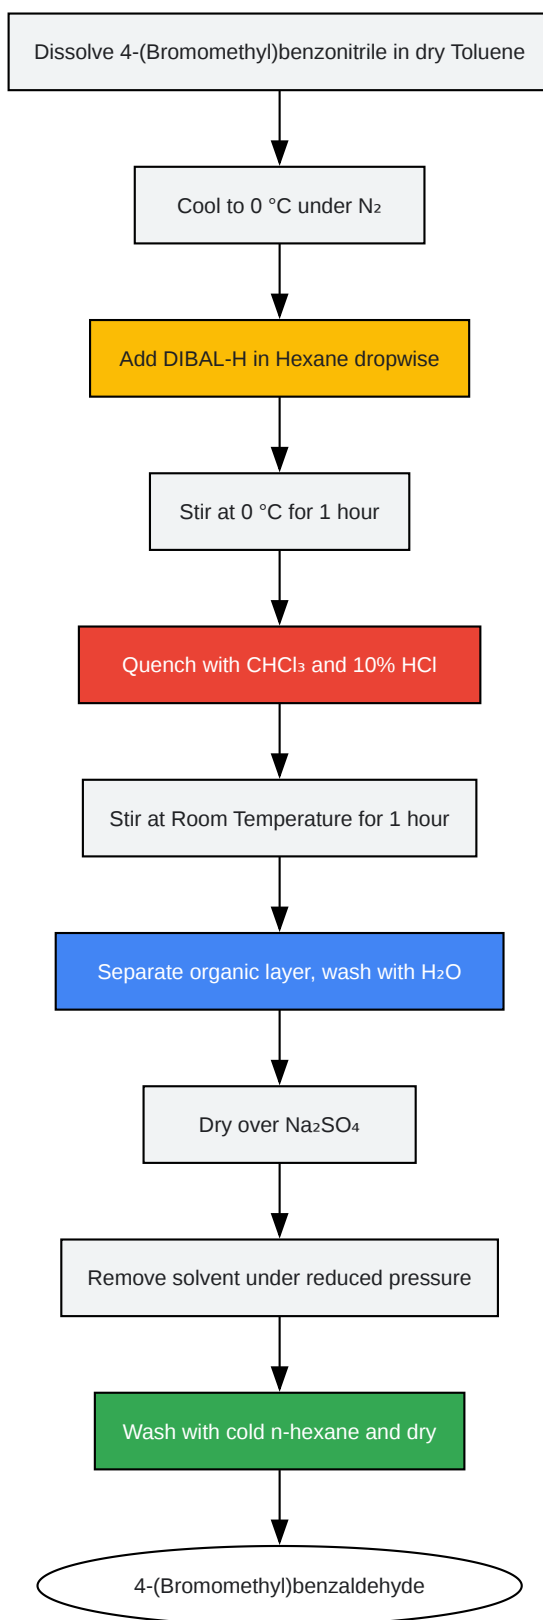 Dissolve 4-(Bromomethyl)benzonitrile in dry Toluene
Cool to 0 °C under N₂
Add DIBAL-H in Hexane dropwise
Stir at 0 °C for 1 hour
Quench with CHCl₃ and 10% HCl
Stir at Room Temperature for 1 hour
Separate organic layer, wash with H₂O
Dry over Na₂SO₄
Remove solvent under reduced pressure
Wash with cold n-hexane and dry
4-(Bromomethyl)benzaldehyde